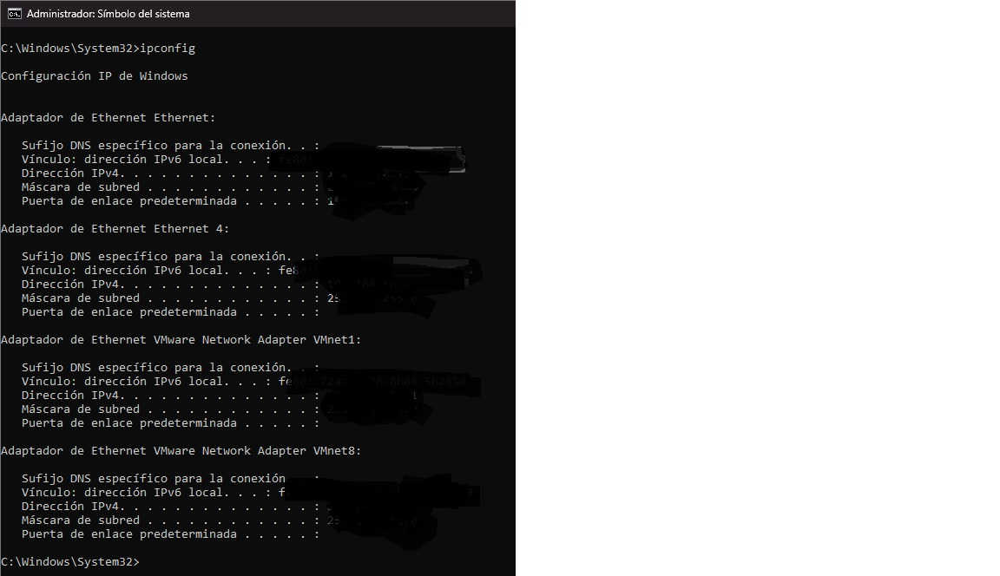 Administrador: Símbolo del sistema
C:\Windows\System32>ipconfig
Configuración IP de Windows
Adaptador de Ethernet Ethernet:
Sufijo DNS específico para la conexión. . :
Vínculo: dirección IPv6 local. . . : fe80:
Dirección IPv4. . . . . . . . . . . . . . :
Máscara de subred . . . . . . . . . . . . :
Puerta de enlace predeterminada . . . . . :
Adaptador de Ethernet Ethernet 4:
Sufijo DNS específico para la conexión. . :
Vínculo: dirección IPv6 local. . . : fe80:
Dirección IPv4. . . . . . . . . . . . . . :
Máscara de subred . . . . . . . . . . . . :
Puerta de enlace predeterminada . . . . . :
Adaptador de Ethernet VMware Network Adapter VMnet1:
Sufijo DNS específico para la conexión. . :
Vínculo: dirección IPv6 local. . . :
Dirección IPv4. . . . . . . . . . . . . . :
Máscara de subred . . . . . . . . . . . . :
Puerta de enlace predeterminada . . . . . :
Adaptador de Ethernet VMware Network Adapter VMnet8:
Sufijo DNS específico para la conexión :
Vínculo: dirección IPv6 local. . . :
Dirección IPv4. . . . . . . . . . . . . . :
Máscara de subred . . . . . . . . . . . . :
Puerta de enlace predeterminada . . . . . :
C:\Windows\System32>